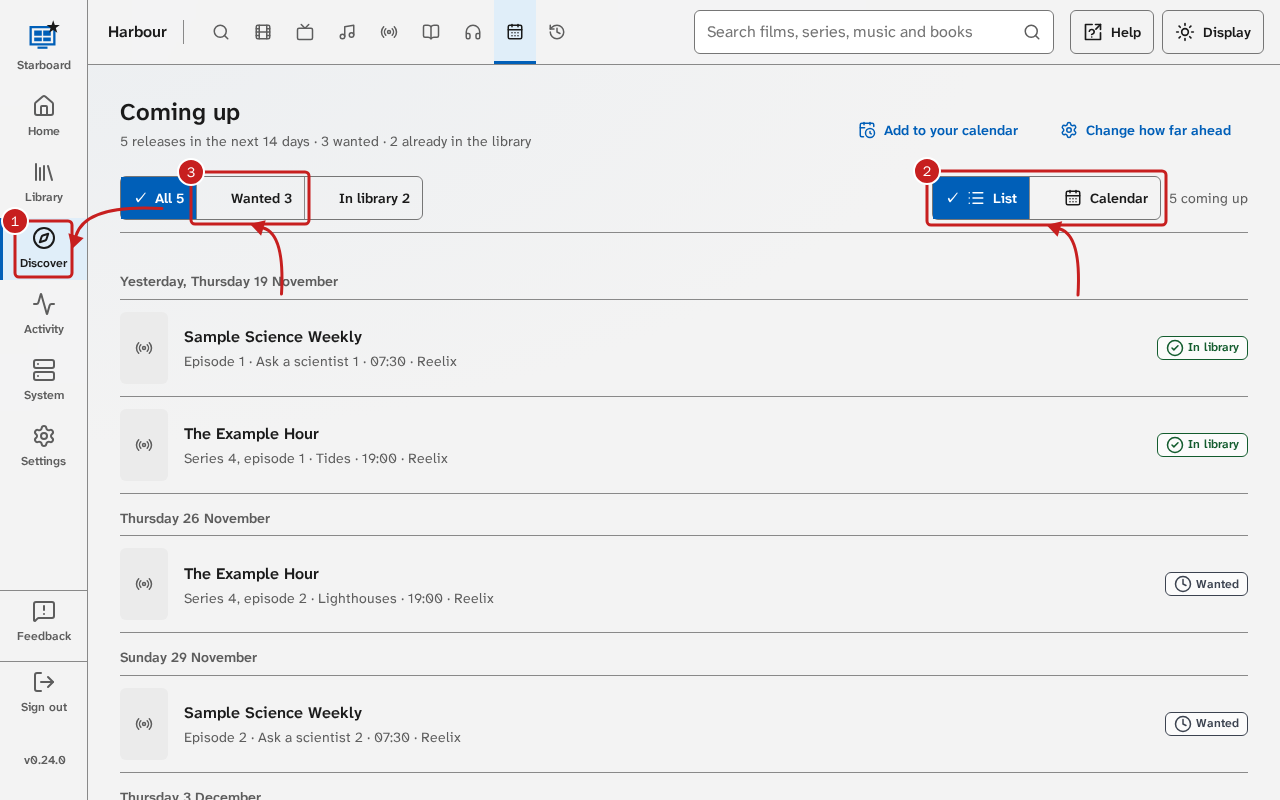 Starboard
Home
Library
1
Discover
Activity
System
Settings
Feedback
Sign out
v0.24.0
Harbour
Search films, series, music and books
Help
Display
Coming up
5 releases in the next 14 days · 3 wanted · 2 already in the library
Add to your calendar
Change how far ahead
3
2
✓ All 5
Wanted 3
In library 2
✓ List
Calendar
5 coming up
Yesterday, Thursday 19 November
Sample Science Weekly
Episode 1 · Ask a scientist 1 · 07:30 · Reelix
In library
The Example Hour
Series 4, episode 1 · Tides · 19:00 · Reelix
In library
Thursday 26 November
The Example Hour
Series 4, episode 2 · Lighthouses · 19:00 · Reelix
Wanted
Sunday 29 November
Sample Science Weekly
Episode 2 · Ask a scientist 2 · 07:30 · Reelix
Wanted
Thursday 3 December